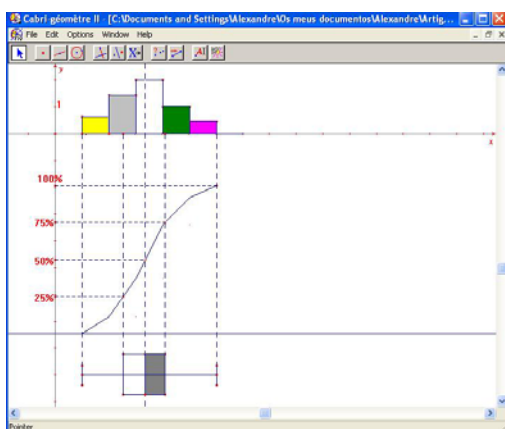 Cabri géomètre II - [C:\Documents and Settings\Alexandre\Os meus documentos\Alexandre\Artig...
File Edit Options Window Help
y
1
x
100%
75%
50%
25%
Pointer